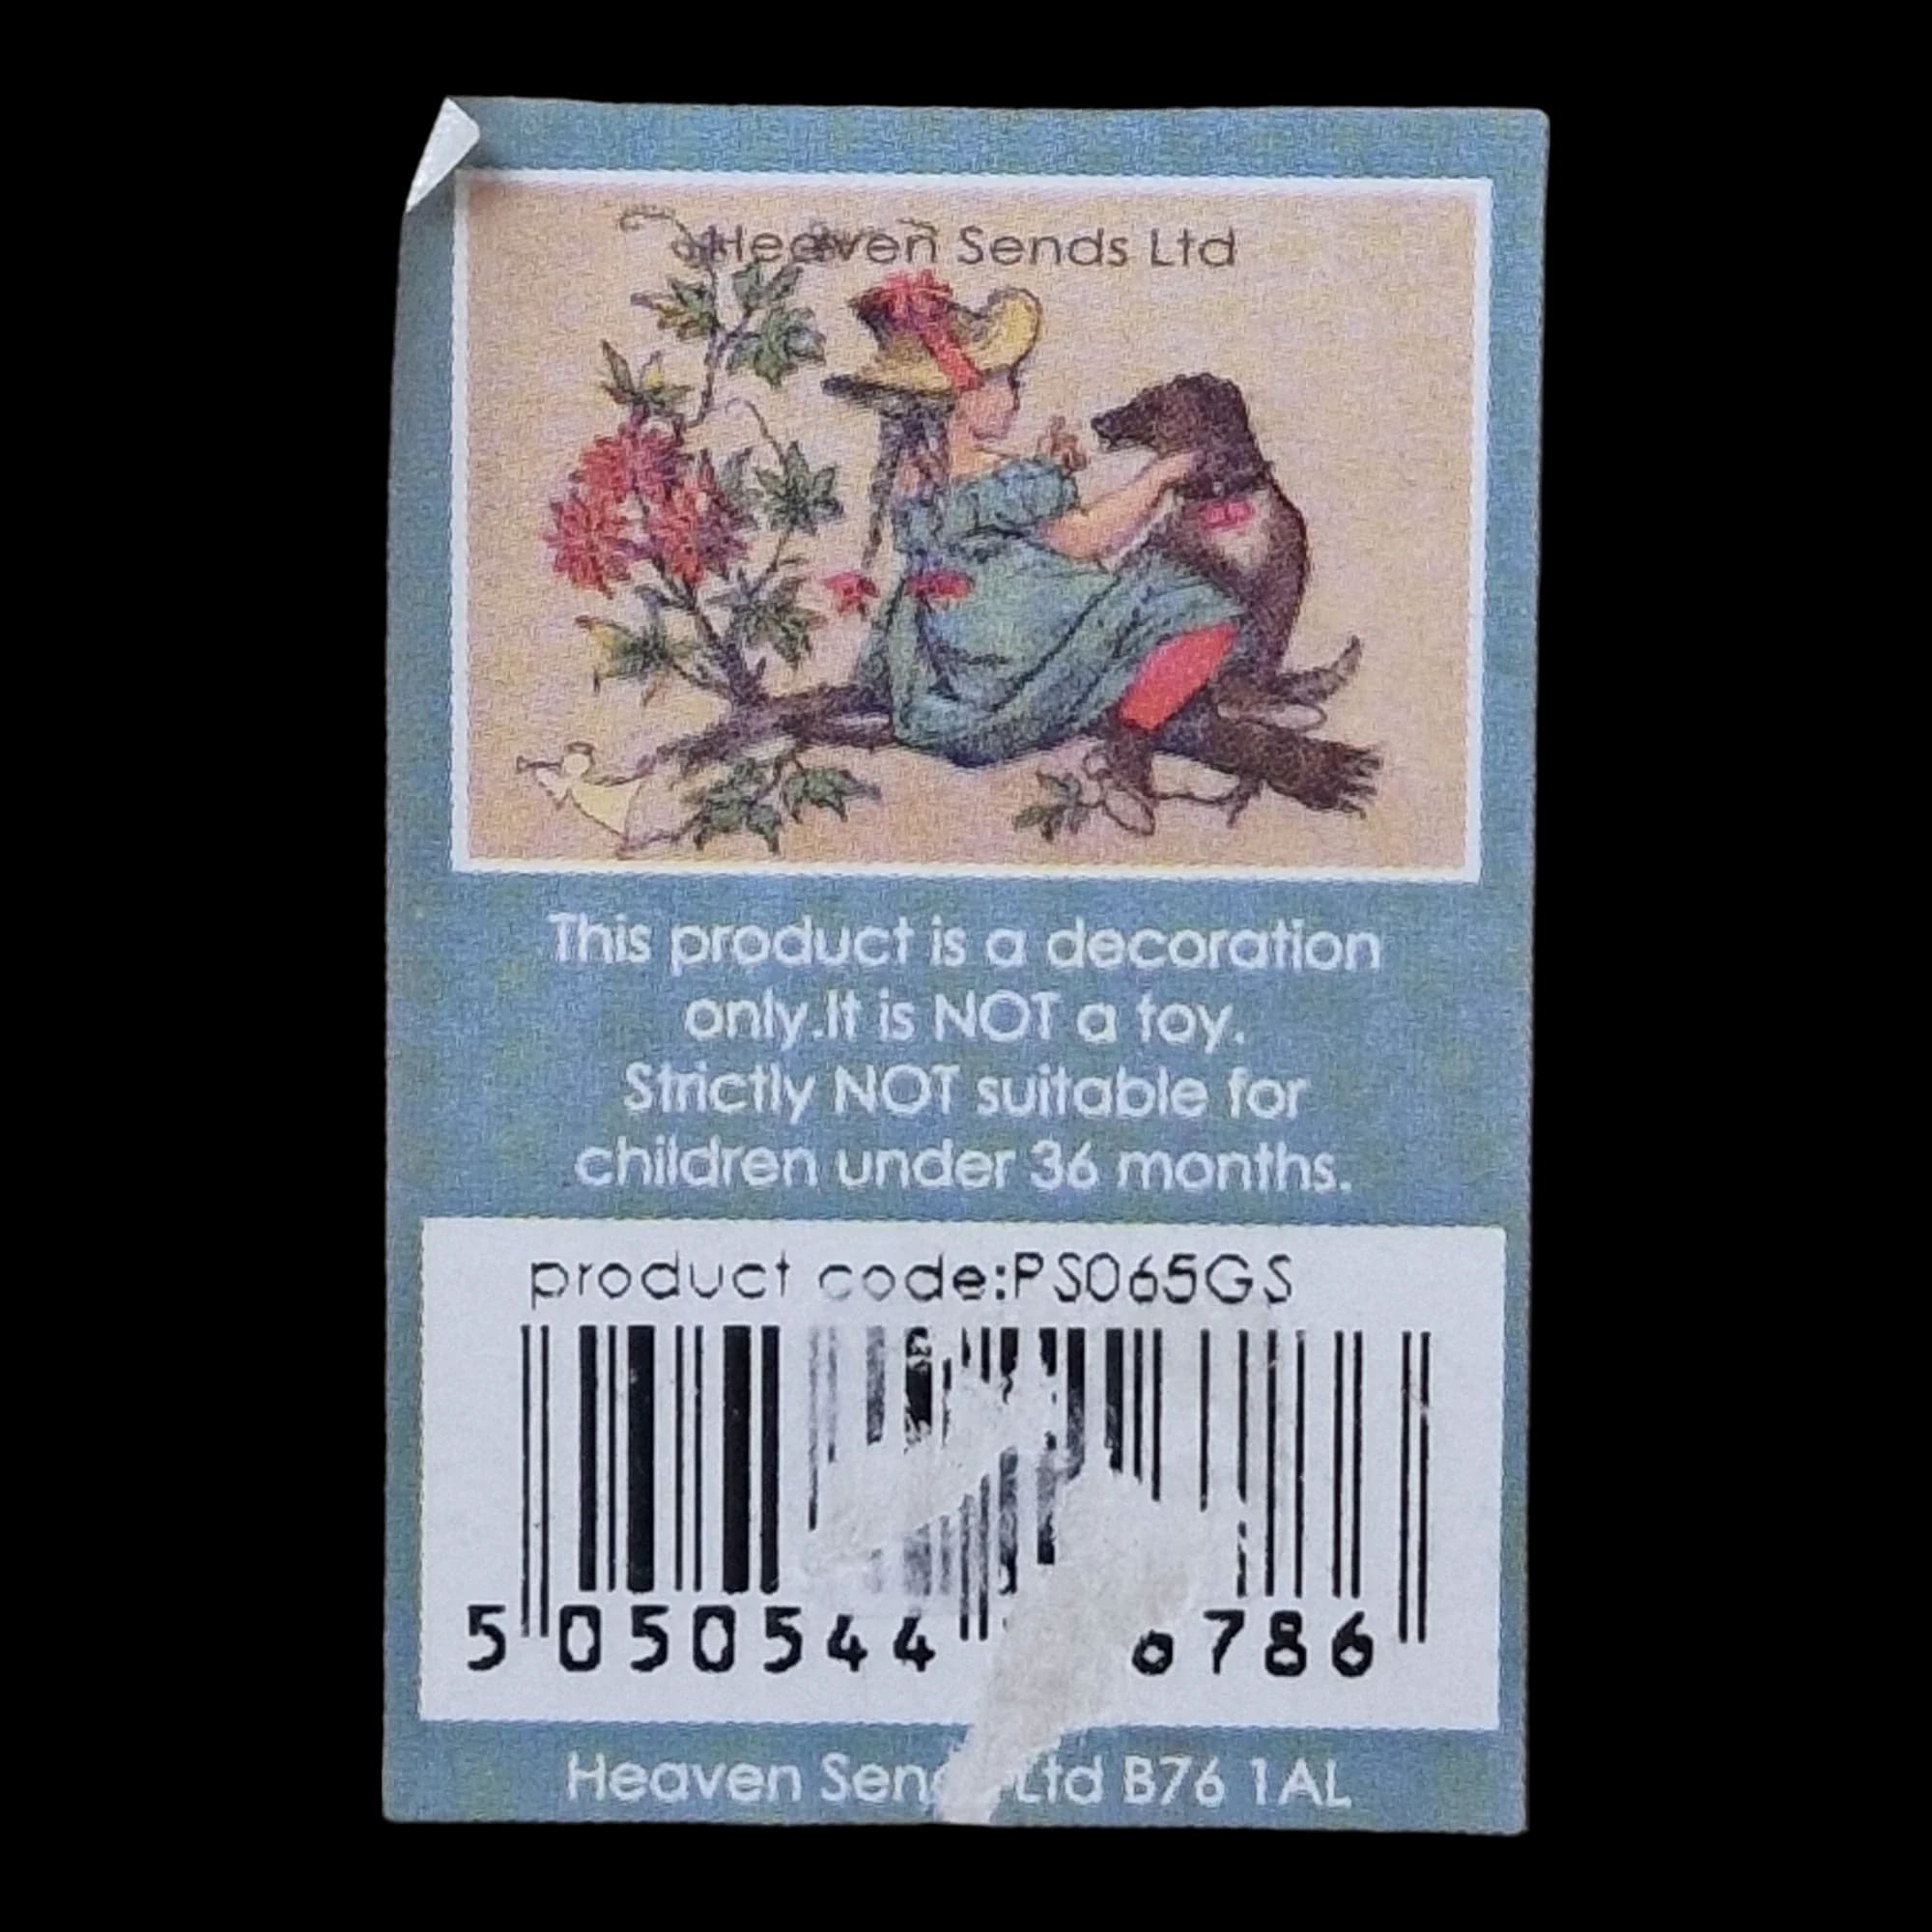 Heaven Sends Ltd
This product is a decoration
only.It is NOT a toy.
Strictly NOT suitable for
children under 36 months.
product code:PS065GS
5 050544 786
Heaven Ltd B76 1AL